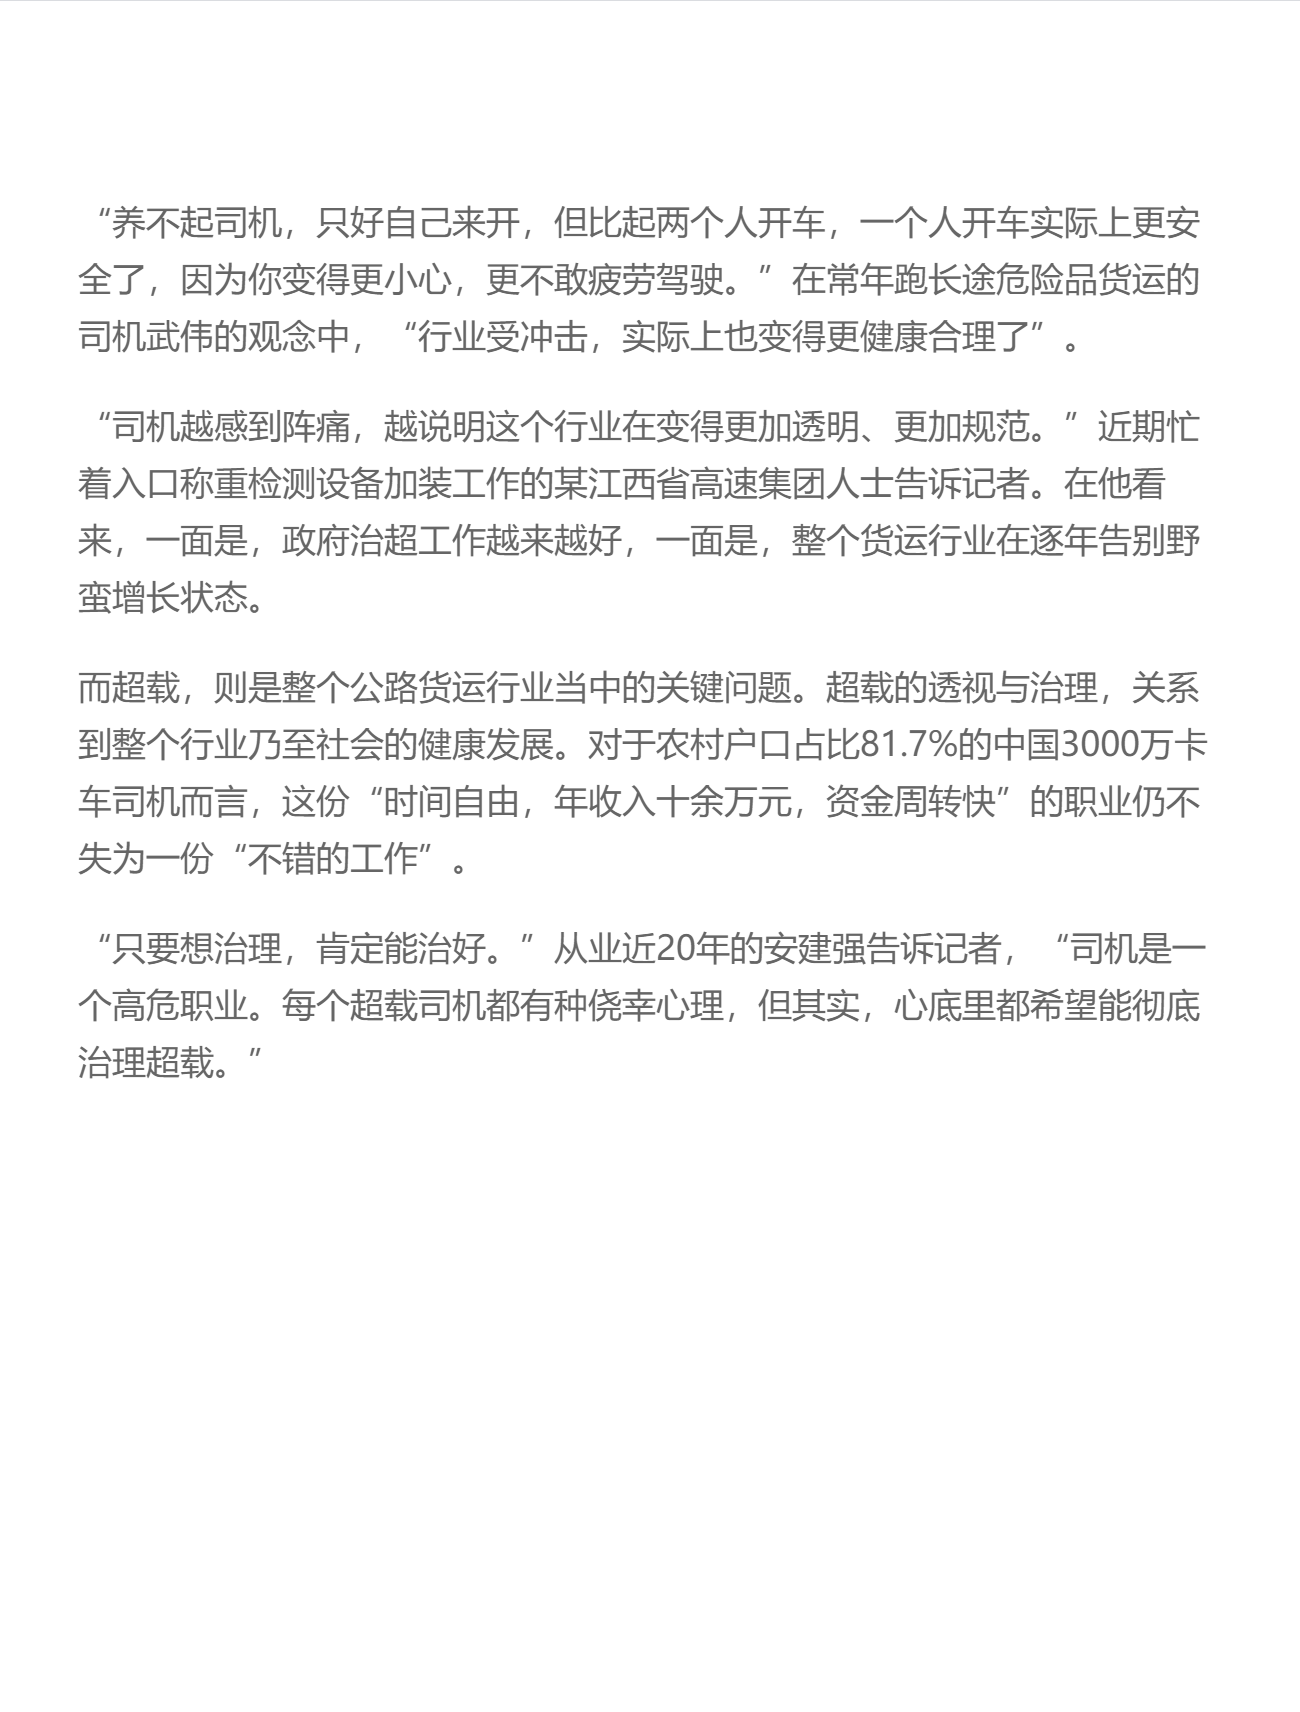 “养不起司机，只好自己来开，但比起两个人开车，一个人开车实际上更安
全了，因为你变得更小心，更不敢疲劳驾驶。”在常年跑长途危险品货运的
司机武伟的观念中，“行业受冲击，实际上也变得更健康合理了”。
“司机越感到阵痛，越说明这个行业在变得更加透明、更加规范。”近期忙
着入口称重检测设备加装工作的某江西省高速集团人士告诉记者。在他看
来，一面是，政府治超工作越来越好，一面是，整个货运行业在逐年告别野
蛮增长状态。
而超载，则是整个公路货运行业当中的关键问题。超载的透视与治理，关系
到整个行业乃至社会的健康发展。对于农村户口占比81.7%的中国3000万卡
车司机而言，这份“时间自由，年收入十余万元，资金周转快”的职业仍不
失为一份“不错的工作”。
“只要想治理，肯定能治好。”从业近20年的安建强告诉记者，“司机是一
个高危职业。每个超载司机都有种侥幸心理，但其实，心底里都希望能彻底
治理超载。”